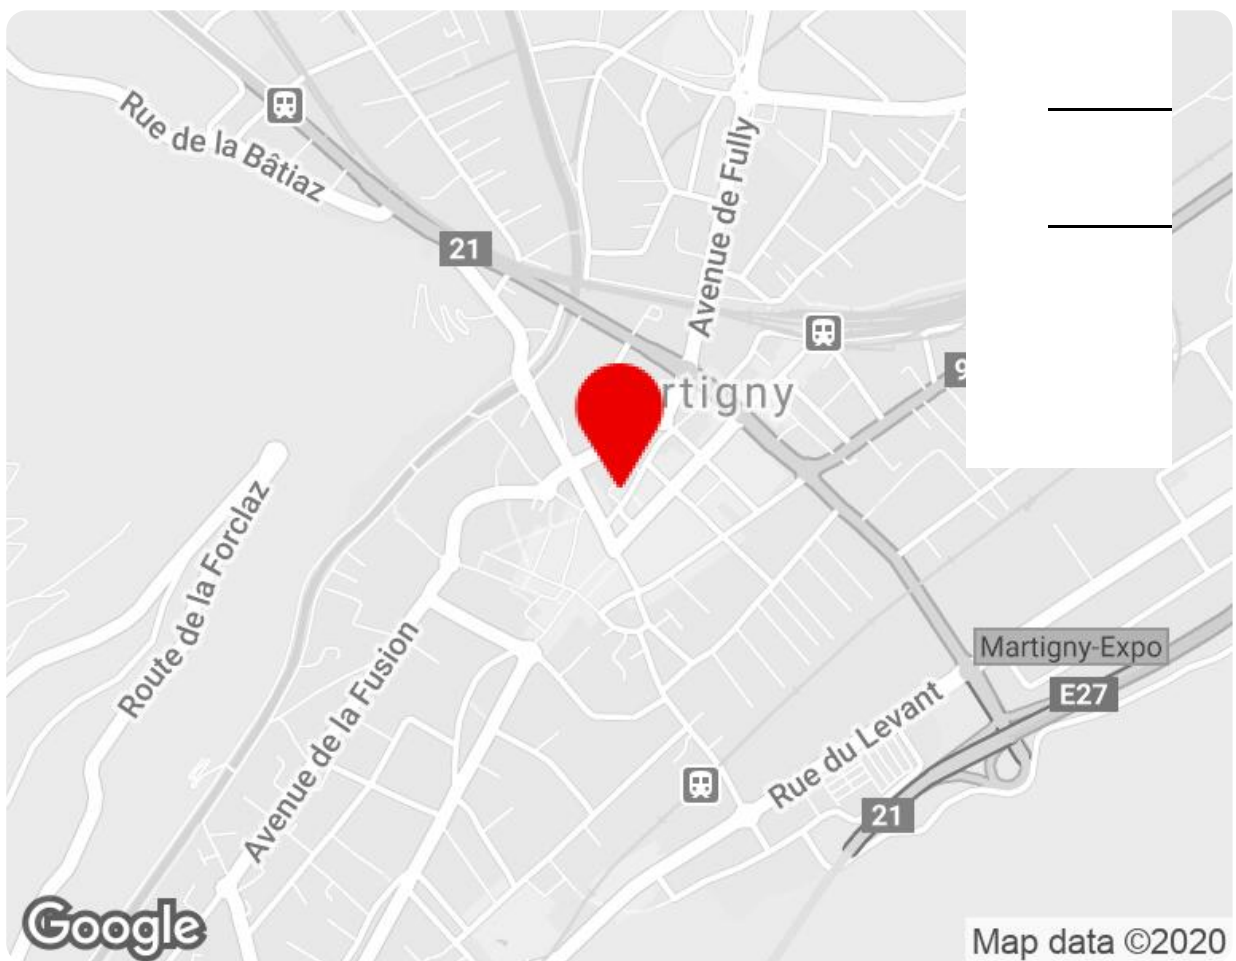 Rue de la Bâtiaz
Avenue de Fully
21
rtigny
9
Route de la Forclaz
Avenue de la Fusion
Martigny-Expo
E27
Rue du Levant
21
Google
Map data ©2020